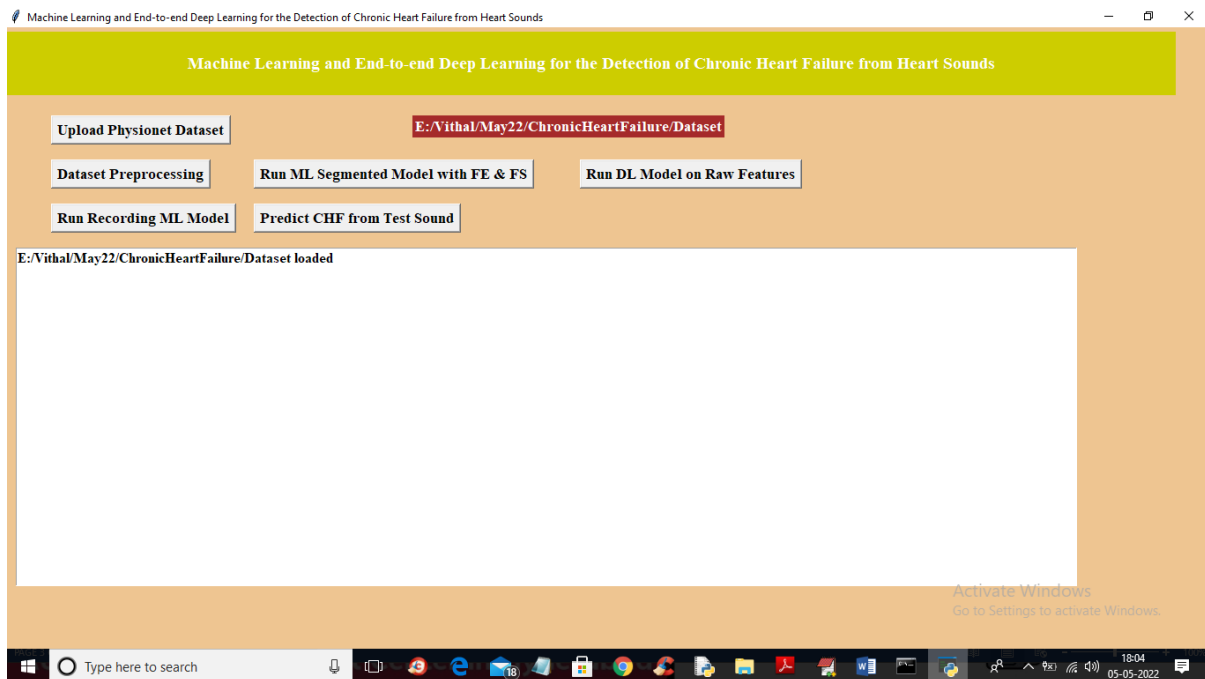 Machine Learning and End-to-end Deep Learning for the Detection of Chronic Heart Failure from Heart Sounds
Machine Learning and End-to-end Deep Learning for the Detection of Chronic Heart Failure from Heart Sounds
Upload Physionet Dataset
E:/Vithal/May22/ChronicHeartFailure/Dataset
Dataset Preprocessing
Run ML Segmented Model with FE & FS
Run DL Model on Raw Features
Run Recording ML Model
Predict CHF from Test Sound
E:/Vithal/May22/ChronicHeartFailure/Dataset loaded
Activate Windows
Go to Settings to activate Windows.
Type here to search
18
18:04
05-05-2022